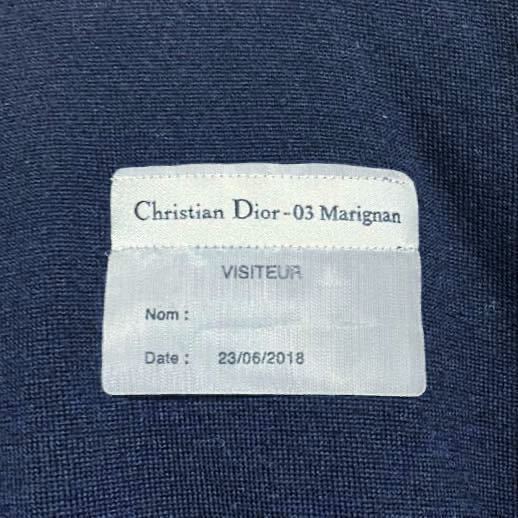 Christian Dior-03 Marignan
VISITEUR
Nom :
Date : 23/06/2018